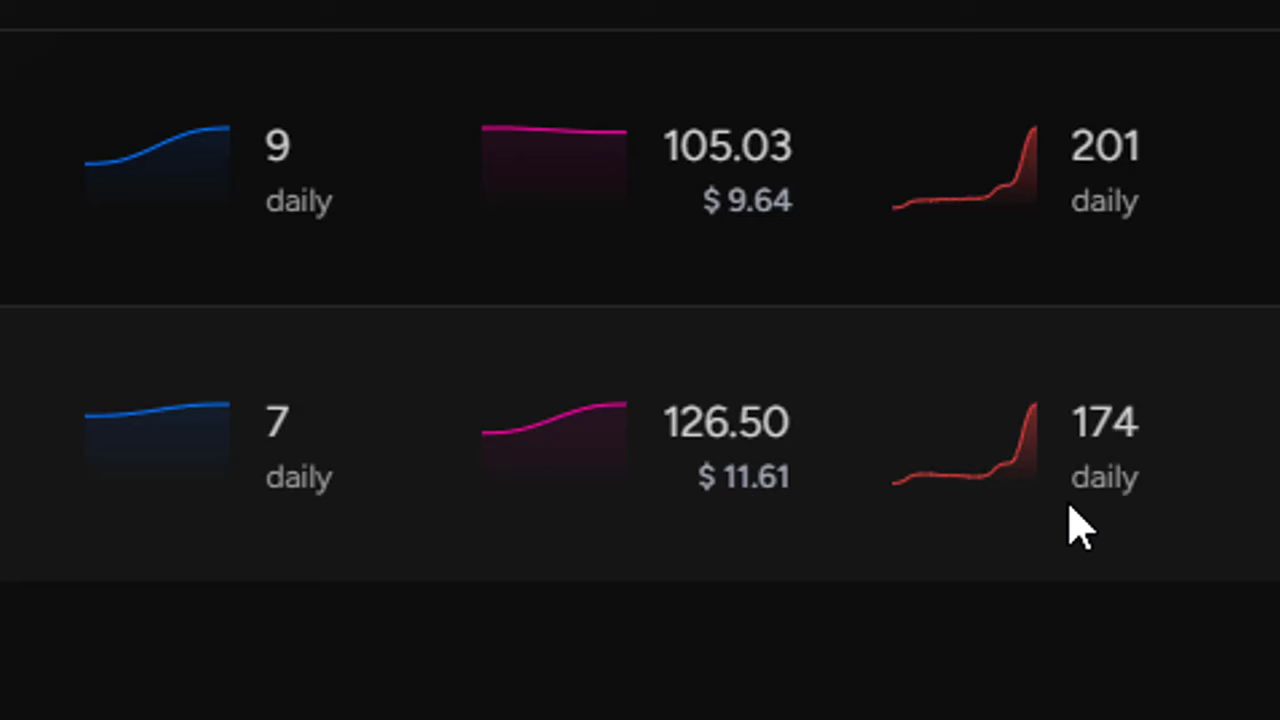 9 105.03 201
daily $ 9.64 daily
7 126.50 174
daily $ 11.61 daily